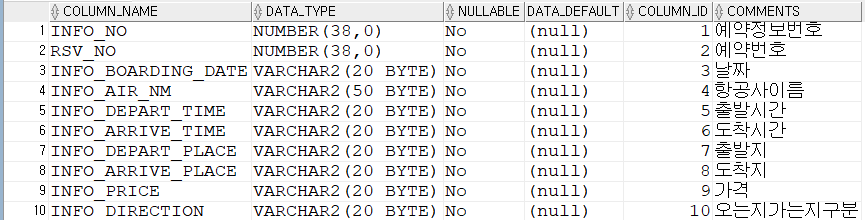 COLUMN_NAME DATA_TYPE NULLABLE DATA_DEFAULT COLUMN_ID COMMENTS
1 INFO_NO NUMBER(38,0) No (null) 1 예약정보번호
2 RSV_NO NUMBER(38,0) No (null) 2 예약번호
3 INFO_BOARDING_DATE VARCHAR2(20 BYTE) No (null) 3 날짜
4 INFO_AIR_NM VARCHAR2(50 BYTE) No (null) 4 항공사이름
5 INFO_DEPART_TIME VARCHAR2(20 BYTE) No (null) 5 출발시간
6 INFO_ARRIVE_TIME VARCHAR2(20 BYTE) No (null) 6 도착시간
7 INFO_DEPART_PLACE VARCHAR2(20 BYTE) No (null) 7 출발지
8 INFO_ARRIVE_PLACE VARCHAR2(20 BYTE) No (null) 8 도착지
9 INFO_PRICE VARCHAR2(20 BYTE) No (null) 9 가격
10 INFO_DIRECTION VARCHAR2(20 BYTE) No (null) 10 오는지가는지구분